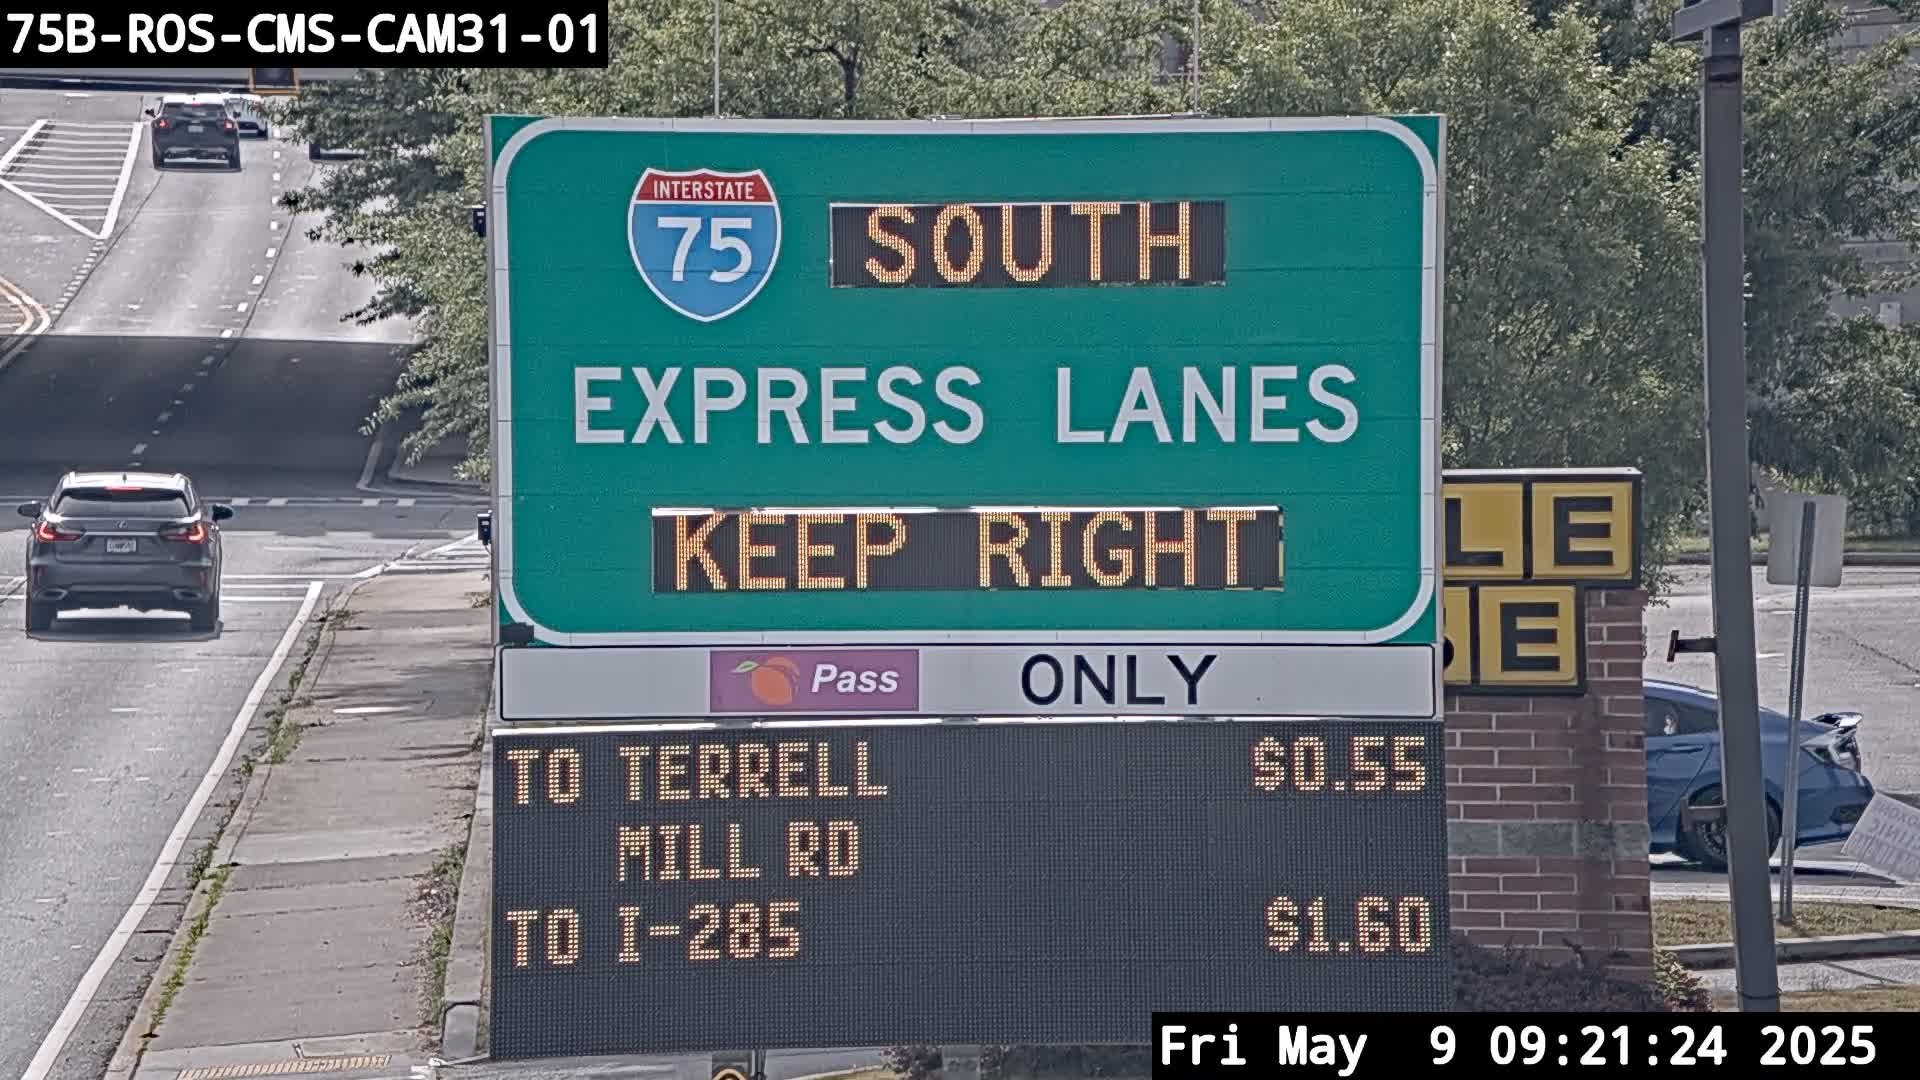 75B-ROS-CMS-CAM31-01
INTERSTATE
75
SOUTH
EXPRESS LANES
KEEP RIGHT
Pass ONLY
TO TERRELL $0.55
MILL RD
TO I-285 $1.60
LE
E
Fri May 9 09:21:24 2025